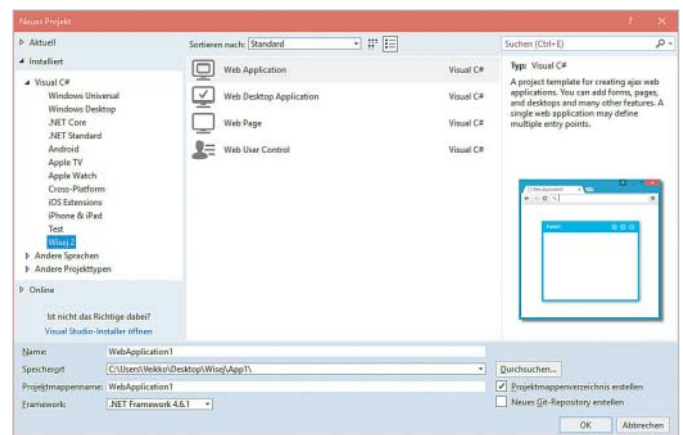 Neues Projekt
? ×
Aktuell
Installiert
Visual C#
Windows Universal
Windows Desktop
.NET Core
.NET Standard
Android
Apple TV
Apple Watch
Cross-Platform
iOS Extensions
iPhone & iPad
Test
Wisej 2
Andere Sprachen
Andere Projekttypen
Online
Ist nicht das Richtige dabei?
Visual Studio-Installer öffnen
Sortieren nach: Standard
Web Application Visual C#
Web Desktop Application Visual C#
Web Page Visual C#
Web User Control Visual C#
Suchen (Ctrl+E)
Typ: Visual C#
A project template for creating ajax web
applications. You can add forms, pages,
and desktops and many other features. A
single web application may define
multiple entry points.
Name: WebApplication1
Speicherort: C:\Users\Veikko\Desktop\Wisej\App1\
Durchsuchen...
Projektmappenname: WebApplication1
Projektmappenverzeichnis erstellen
Framework: .NET Framework 4.6.1
Neues Git-Repository erstellen
OK Abbrechen